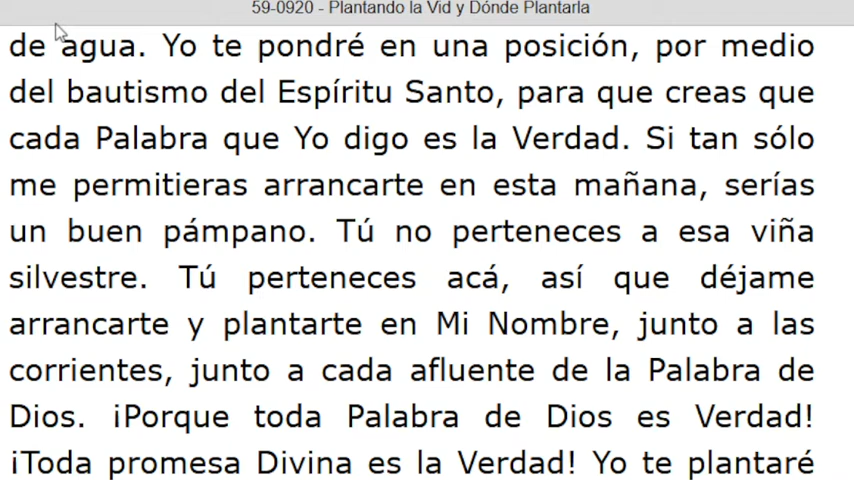 59-0920 - Plantando la Vid y Dónde Plantarla
de agua. Yo te pondré en una posición, por medio
del bautismo del Espíritu Santo, para que creas que
cada Palabra que Yo digo es la Verdad. Si tan sólo
me permitieras arrancarte en esta mañana, serías
un buen pámpano. Tú no perteneces a esa viña
silvestre. Tú perteneces acá, así que déjame
arrancarte y plantarte en Mi Nombre, junto a las
corrientes, junto a cada afluente de la Palabra de
Dios. ¡Porque toda Palabra de Dios es Verdad!
¡Toda promesa Divina es la Verdad! Yo te plantaré